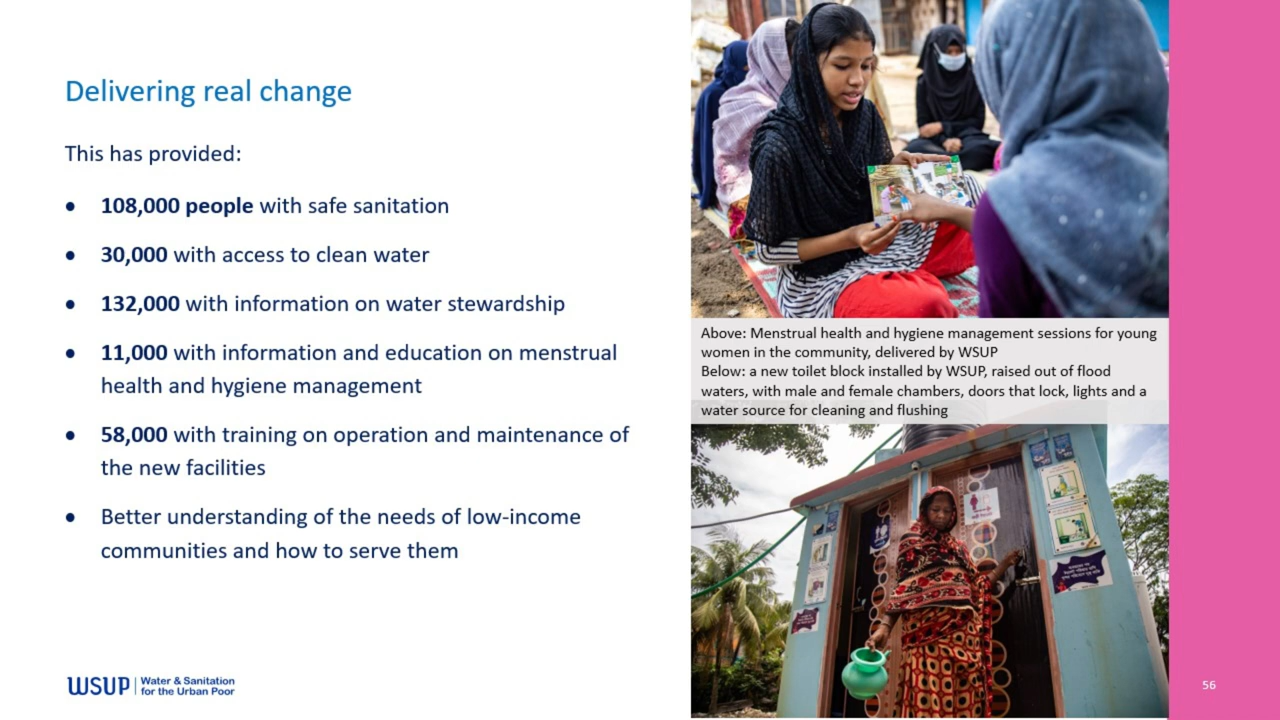 Delivering real change
This has provided:
● 108,000 people with safe sanitation
● 30,000 with access to clean water
● 132,000 with information on water stewardship
● 11,000 with information and education on menstrual
health and hygiene management
● 58,000 with training on operation and maintenance of
the new facilities
● Better understanding of the needs of low-income
communities and how to serve them
Above: Menstrual health and hygiene management sessions for young
women in the community, delivered by WSUP
Below: a new toilet block installed by WSUP, raised out of flood
waters, with male and female chambers, doors that lock, lights and a
water source for cleaning and flushing
WSUP
Water & Sanitation
for the Urban Poor
56